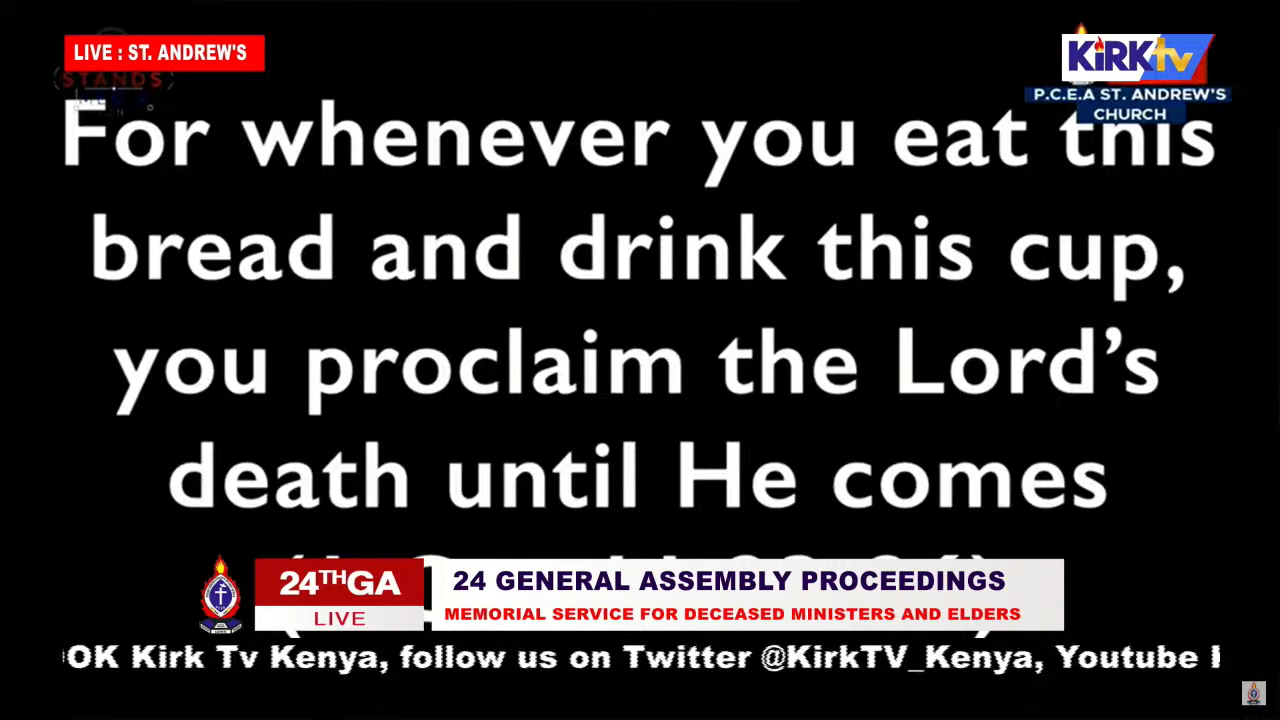 LIVE : ST. ANDREW'S
KiRKtv
STANDS
P.C.E.A ST. ANDREW'S
CHURCH
For whenever you eat this
bread and drink this cup,
you proclaim the Lord’s
death until He comes
24THGA
LIVE
24 GENERAL ASSEMBLY PROCEEDINGS
MEMORIAL SERVICE FOR DECEASED MINISTERS AND ELDERS
OK Kirk Tv Kenya, follow us on Twitter @KirkTV_Kenya, Youtube